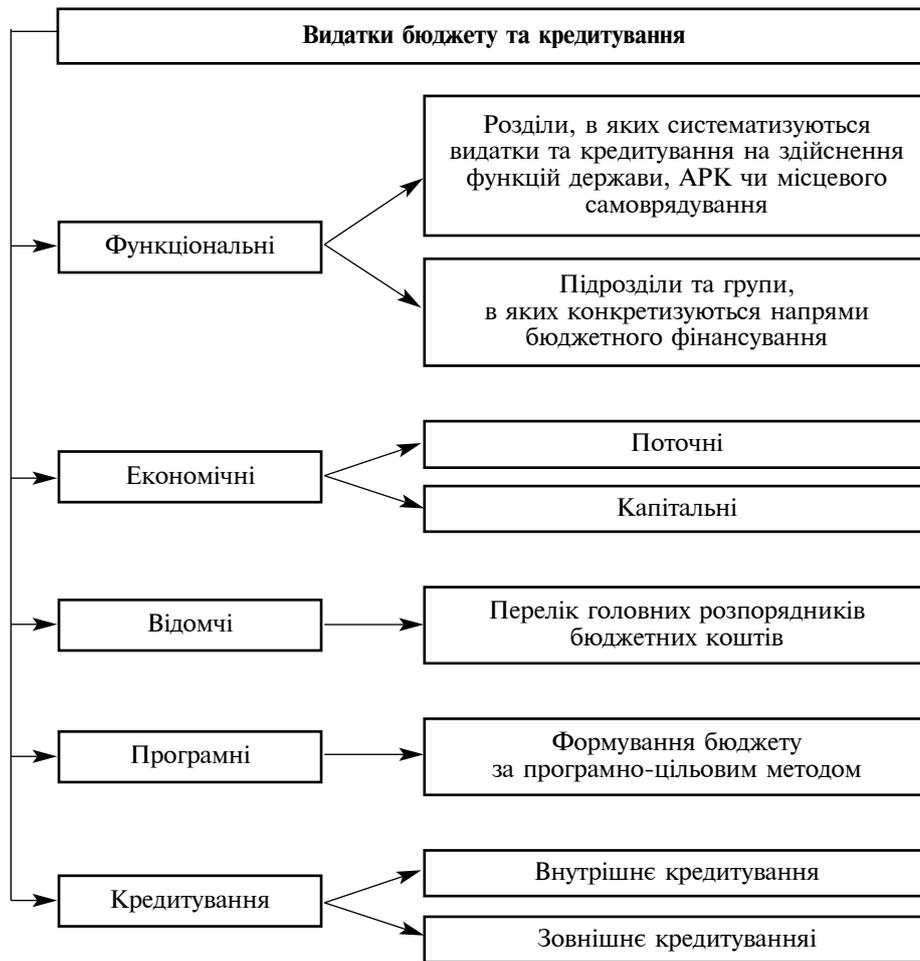 Видатки бюджету та кредитування
Розділи, в яких систематизуються
видатки та кредитування на здійснення
функцій держави, АРК чи місцевого
самоврядування
Функціональні
Підрозділи та групи,
в яких конкретизуються напрями
бюджетного фінансування
Економічні
Поточні
Капітальні
Відомчі
Перелік головних розпорядників
бюджетних коштів
Програмні
Формування бюджету
за програмно-цільовим методом
Кредитування
Внутрішнє кредитування
Зовнішнє кредитуванняі